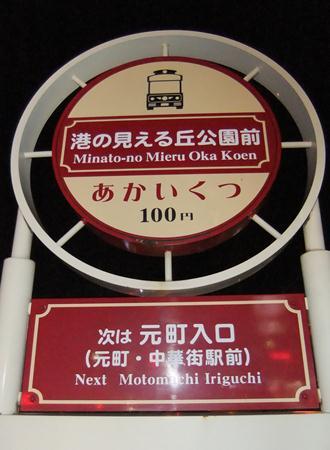 港の見える丘公園前
Minato-no Mieru Oka Koen
あかいくつ
100円
次は 元町入口
(元町・中華街駅前)
Next Motomachi Iriguchi